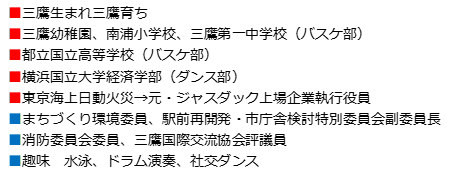 ■三鷹生まれ三鷹育ち
■三鷹幼稚園、南浦小学校、三鷹第一中学校（バスケ部）
■都立国立高等学校（バスケ部）
■横浜国立大学経済学部（ダンス部）
■東京海上日動火災→元・ジャスダック上場企業執行役員
■まちづくり環境委員、駅前再開発・市庁舎検討特別委員会副委員長
■消防委員会委員、三鷹国際交流協会評議員
■趣味　水泳、ドラム演奏、社交ダンス